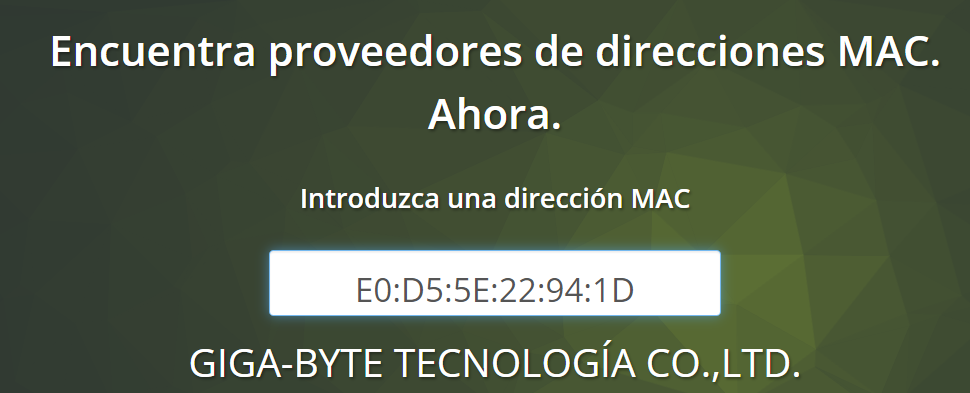 Encuentra proveedores de direcciones MAC.
Ahora.
Introduzca una dirección MAC
E0:D5:5E:22:94:1D
GIGA-BYTE TECNOLOGÍA CO.,LTD.